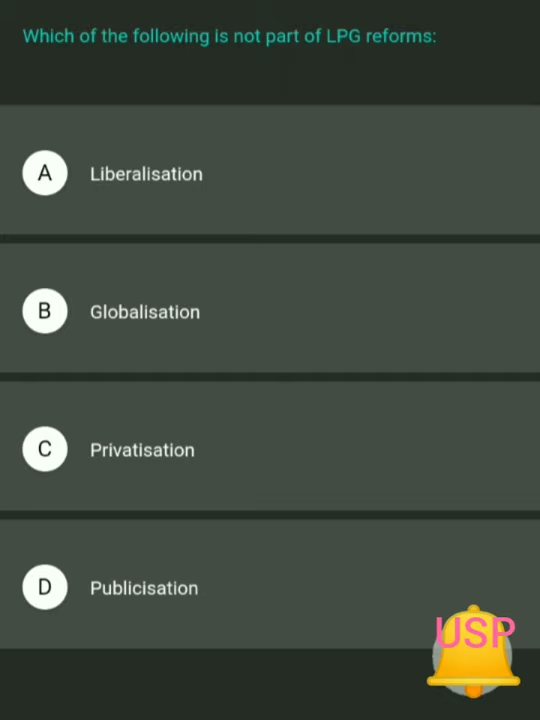 Which of the following is not part of LPG reforms:
A Liberalisation
B Globalisation
C Privatisation
D Publicisation
USP